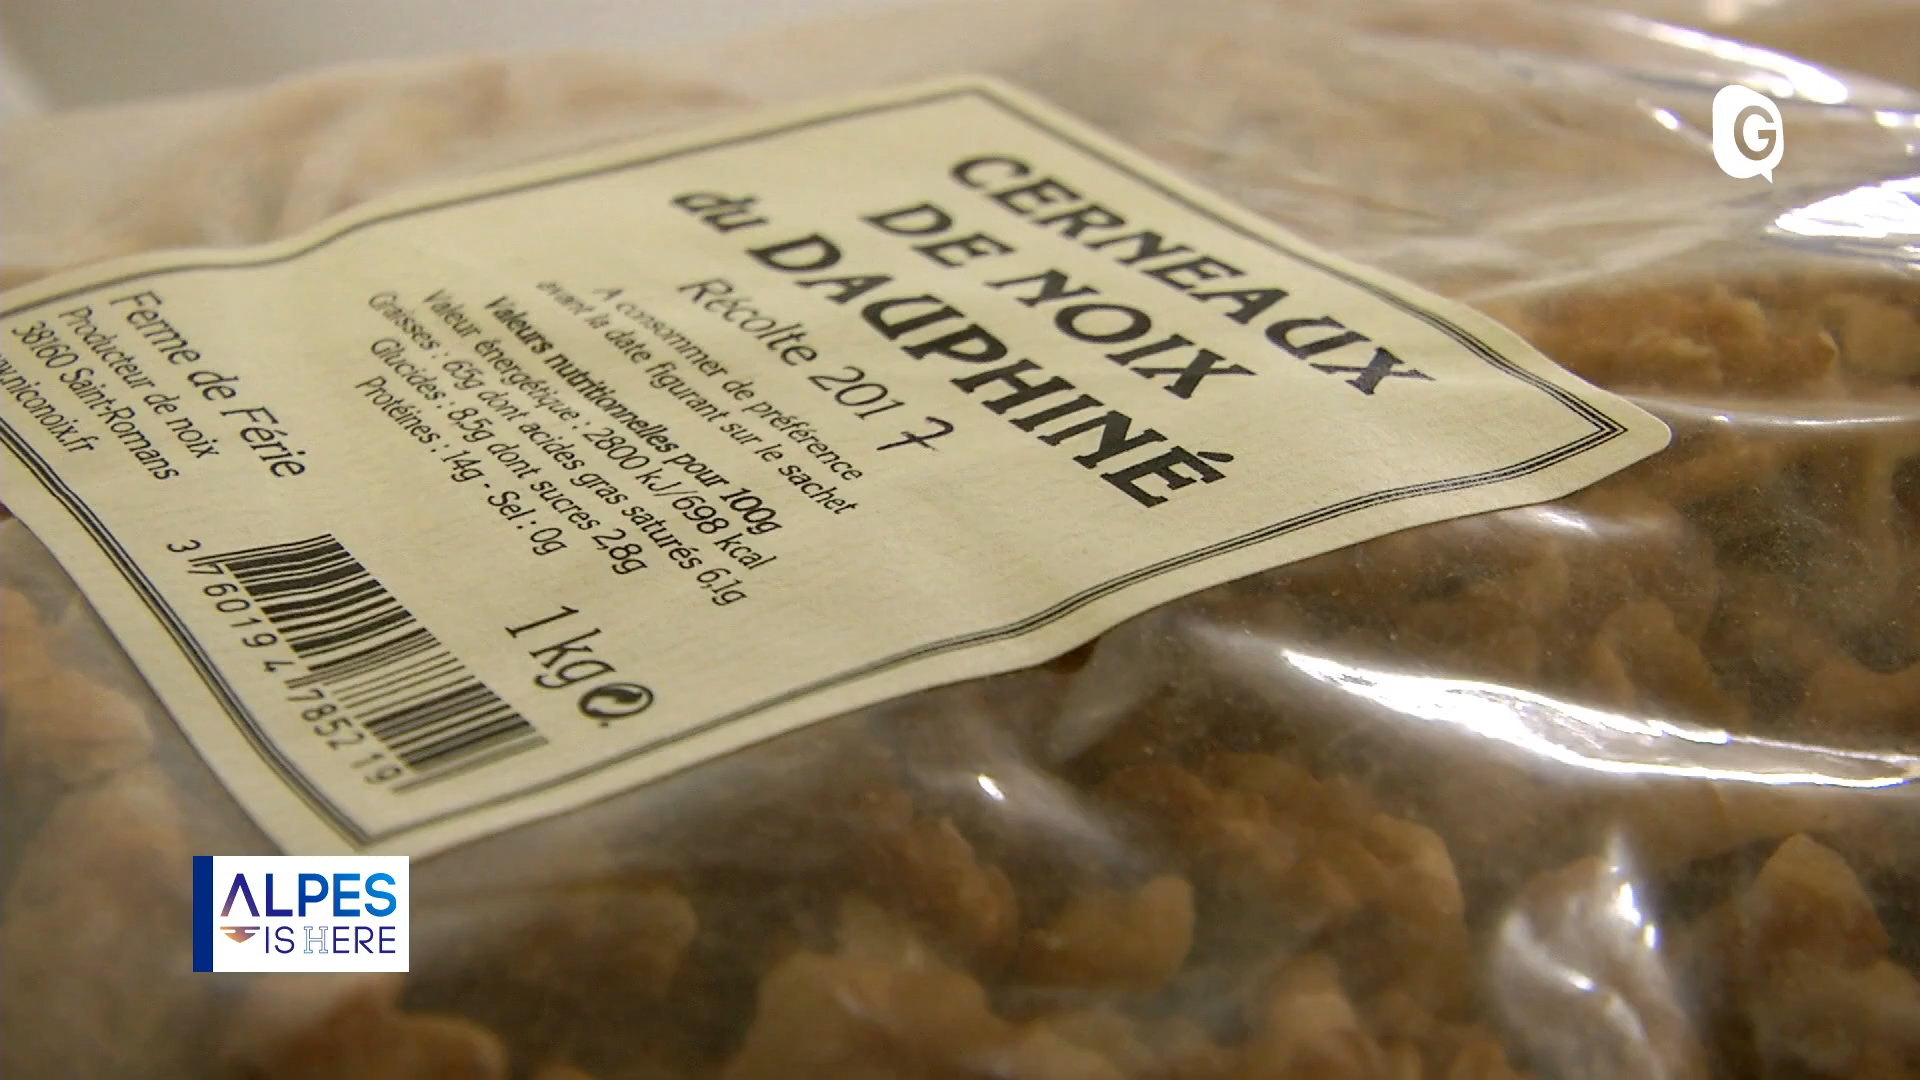 CERNEAUX
DE NOIX
du DAUPHINÉ
Récolte 2017
A consommer de préférence
avant la date figurant sur le sachet
Valeurs nutritionnelles pour 100g
Valeur énergétique : 2800 kJ/698 kcal
Graisses : 65g dont acides gras saturés 6,1g
Glucides : 8,5g dont sucres 2,8g
Protéines : 14g - Sel : 0g
1 kg e
Ferme de Férie
Producteur de noix
38160 Saint-Romans
niconoix.fr
3 760194 785219
G
ALPES
IS HERE